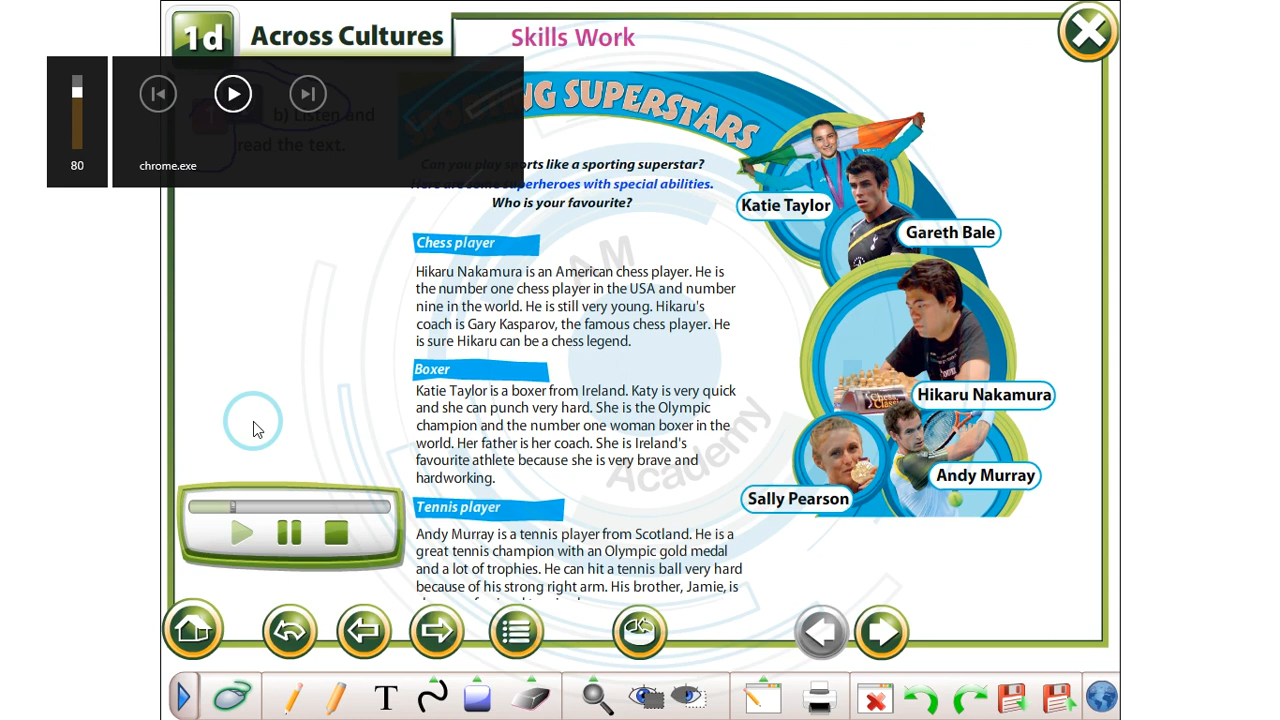 1d Across Cultures
Skills Work
80
chrome.exe
b) Listen and
read the text.
NG SUPERSTARS
Can you play sports like a sporting superstar?
Here are some superheroes with special abilities.
Who is your favourite?
Chess player
Hikaru Nakamura is an American chess player. He is
the number one chess player in the USA and number
nine in the world. He is still very young. Hikaru's
coach is Gary Kasparov, the famous chess player. He
is sure Hikaru can be a chess legend.
Boxer
Katie Taylor is a boxer from Ireland. Katy is very quick
and she can punch very hard. She is the Olympic
champion and the number one woman boxer in the
world. Her father is her coach. She is Ireland's
favourite athlete because she is very brave and
hardworking.
Tennis player
Andy Murray is a tennis player from Scotland. He is a
great tennis champion with an Olympic gold medal
and a lot of trophies. He can hit a tennis ball very hard
because of his strong right arm. His brother, Jamie, is
Katie Taylor
Gareth Bale
Hikaru Nakamura
Andy Murray
Sally Pearson
Chess
Classic
AM
Academy
T